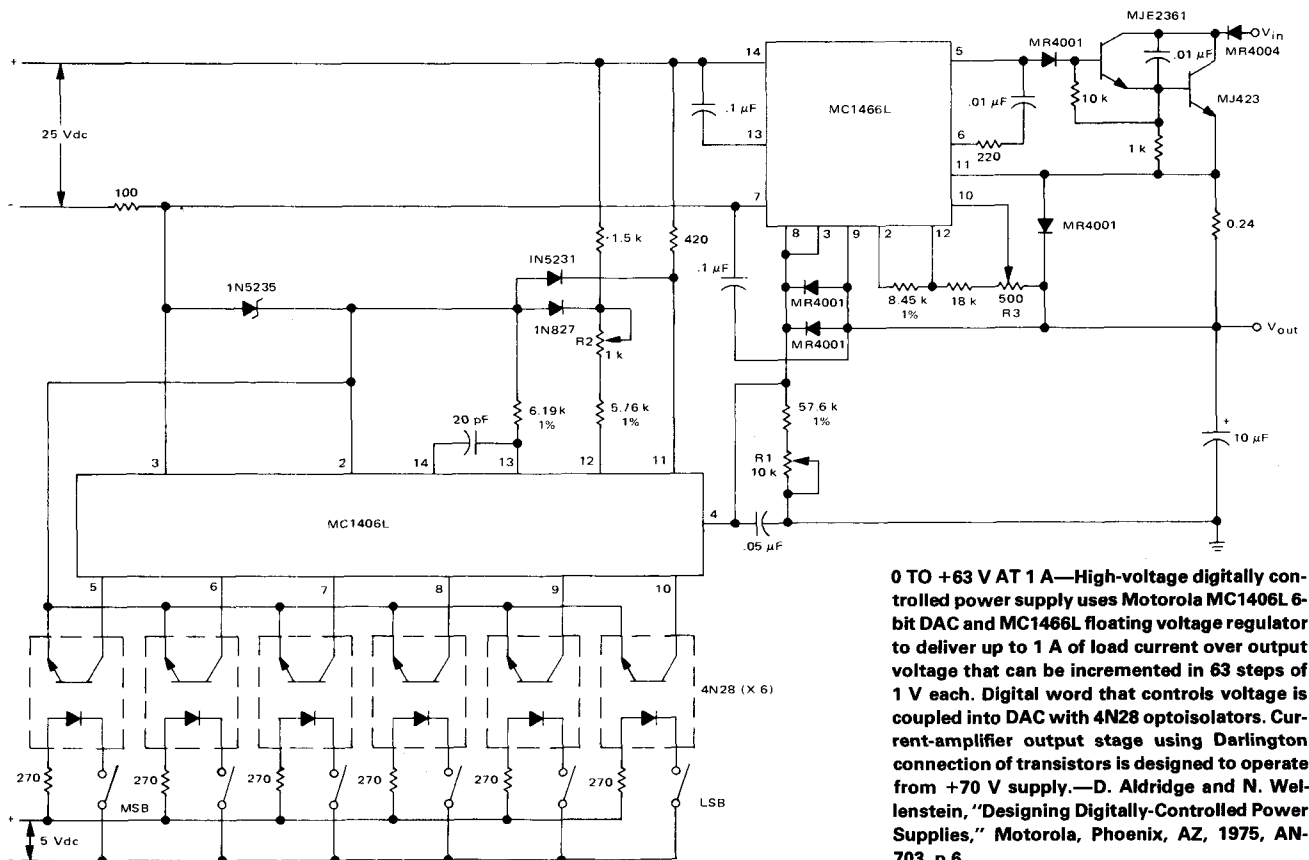 MJE2361
MR4001
V in
MR4004
.01 µF
10 k
MJ423
1 k
14
5
MC1466L
.1 µF
.01 µF
13
6
220
11
10
+
25 Vdc
-
100
7
8
3
9
2
12
MR4001
0.24
1.5 k
420
.1 µF
1N5235
IN5231
1N827
R2
1 k
MR4001
MR4001
8.45 k
1%
18 k
500
R3
V out
20 pF
6.19 k
1%
5.76 k
1%
57.6 k
1%
R1
10 k
+
10 µF
3
2
14
13
12
11
MC1406L
4
.05 µF
5
6
7
8
9
10
4N28 (X 6)
270
270
270
270
270
270
MSB
LSB
+
5 Vdc
0 TO +63 V AT 1 A—High-voltage digitally con-
trolled power supply uses Motorola MC1406L 6-
bit DAC and MC1466L floating voltage regulator
to deliver up to 1 A of load current over output
voltage that can be incremented in 63 steps of
1 V each. Digital word that controls voltage is
coupled into DAC with 4N28 optoisolators. Cur-
rent-amplifier output stage using Darlington
connection of transistors is designed to operate
from +70 V supply.—D. Aldridge and N. Wel-
lenstein, "Designing Digitally-Controlled Power
Supplies," Motorola, Phoenix, AZ, 1975, AN-
703, p 6.